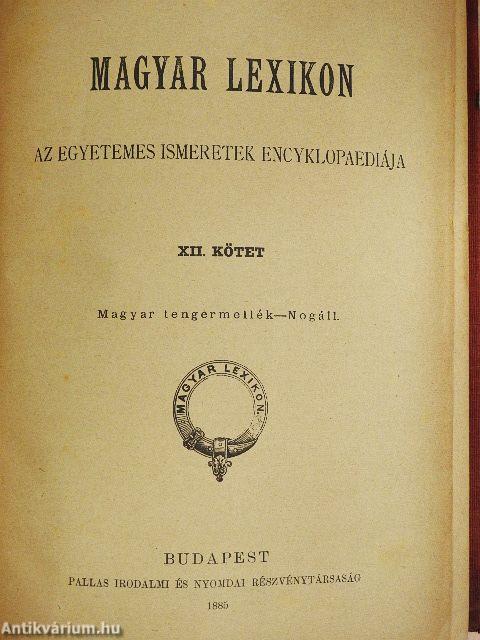 MAGYAR LEXIKON
AZ EGYETEMES ISMERETEK ENCYKLOPAEDIÁJA
XII. KÖTET
Magyar tengermellék—Nogáll.
MAGYAR LEXIKON.
BUDAPEST
PALLAS IRODALMI ÉS NYOMDAI RÉSZVÉNYTÁRSASÁG
1885
Antikvárium.hu